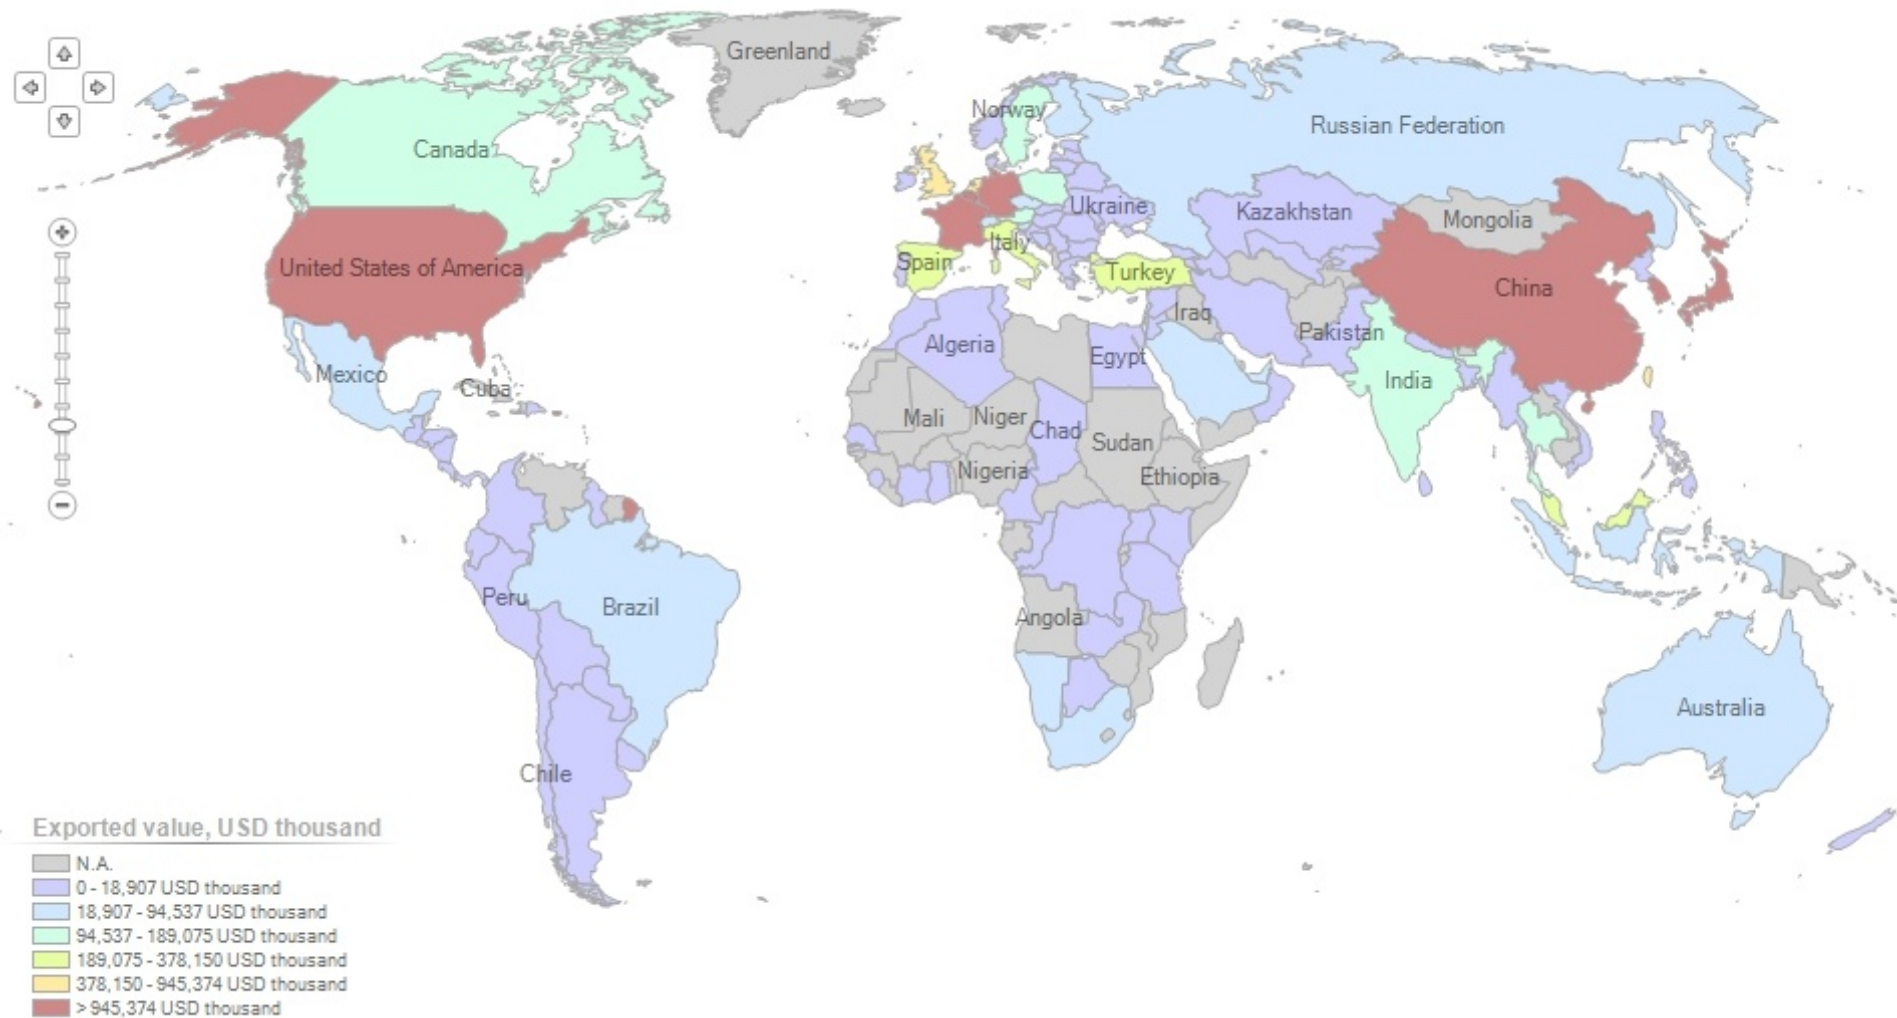 Greenland
Norway
Russian Federation
Canada
Ukraine
Kazakhstan
Mongolia
Italy
Spain
Turkey
United States of America
China
Iraq
Pakistan
Algeria
Egypt
Mexico
Cuba
India
Mali
Niger
Chad
Sudan
Nigeria
Ethiopia
Peru
Brazil
Angola
Australia
Chile
Exported value, USD thousand
N.A.
0 - 18,907 USD thousand
18,907 - 94,537 USD thousand
94,537 - 189,075 USD thousand
189,075 - 378,150 USD thousand
378,150 - 945,374 USD thousand
> 945,374 USD thousand